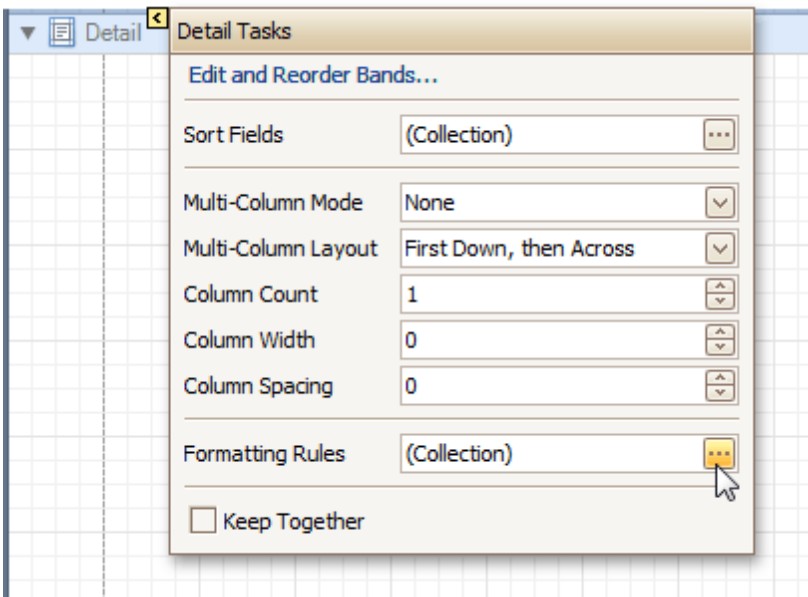 Detail
Detail Tasks
Edit and Reorder Bands...
Sort Fields (Collection)
Multi-Column Mode None
Multi-Column Layout First Down, then Across
Column Count 1
Column Width 0
Column Spacing 0
Formatting Rules (Collection)
Keep Together